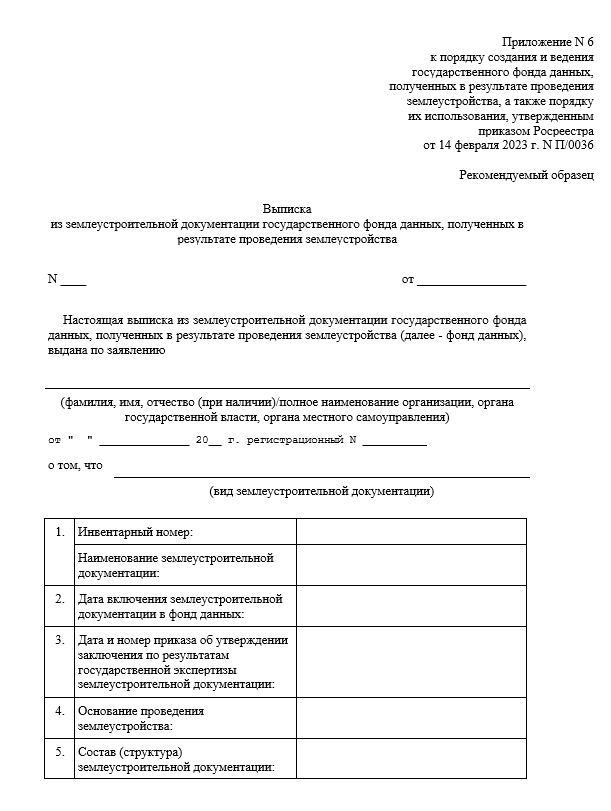 Приложение N 6
к порядку создания и ведения
государственного фонда данных,
полученных в результате проведения
землеустройства, а также порядку
их использования, утвержденным
приказом Росреестра
от 14 февраля 2023 г. N П/0036
Рекомендуемый образец
Выписка
из землеустроительной документации государственного фонда данных, полученных в
результате проведения землеустройства
N ____ от _________________
Настоящая выписка из землеустроительной документации государственного фонда
данных, полученных в результате проведения землеустройства (далее - фонд данных),
выдана по заявлению
(фамилия, имя, отчество (при наличии)/полное наименование организации, органа
государственной власти, органа местного самоуправления)
от "  " _______________ 20__ г. регистрационный N ___________
о том, что
(вид землеустроительной документации)
1. Инвентарный номер:
Наименование землеустроительной
документации:
2. Дата включения землеустроительной
документации в фонд данных:
3. Дата и номер приказа об утверждении
заключения по результатам
государственной экспертизы
землеустроительной документации:
4. Основание проведения
землеустройства:
5. Состав (структура)
землеустроительной документации: